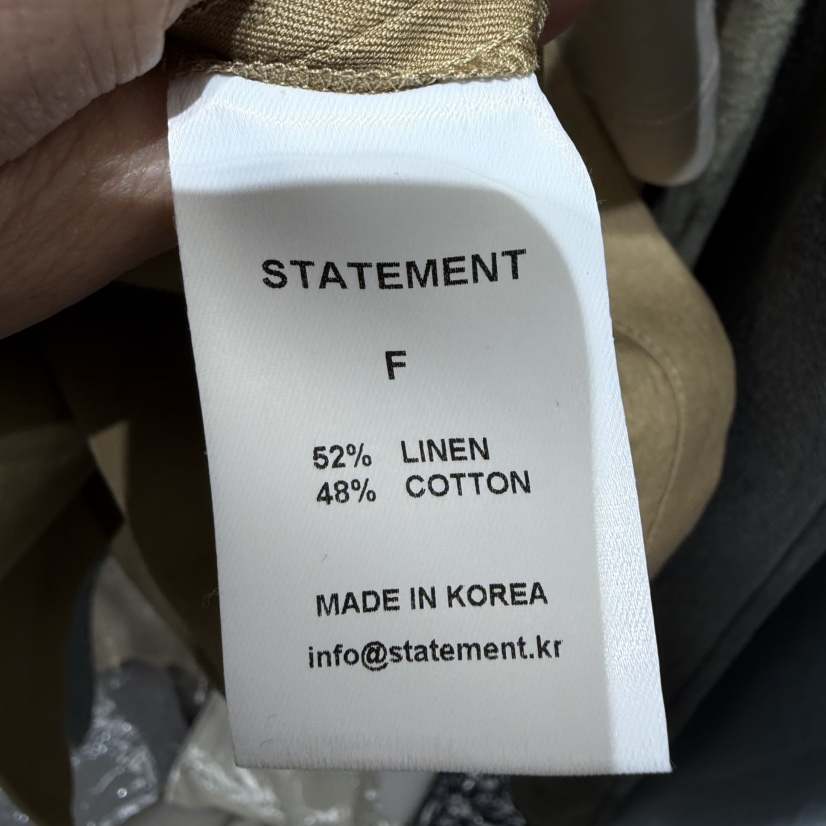 STATEMENT
F
52% LINEN
48% COTTON
MADE IN KOREA
info@statement.kr